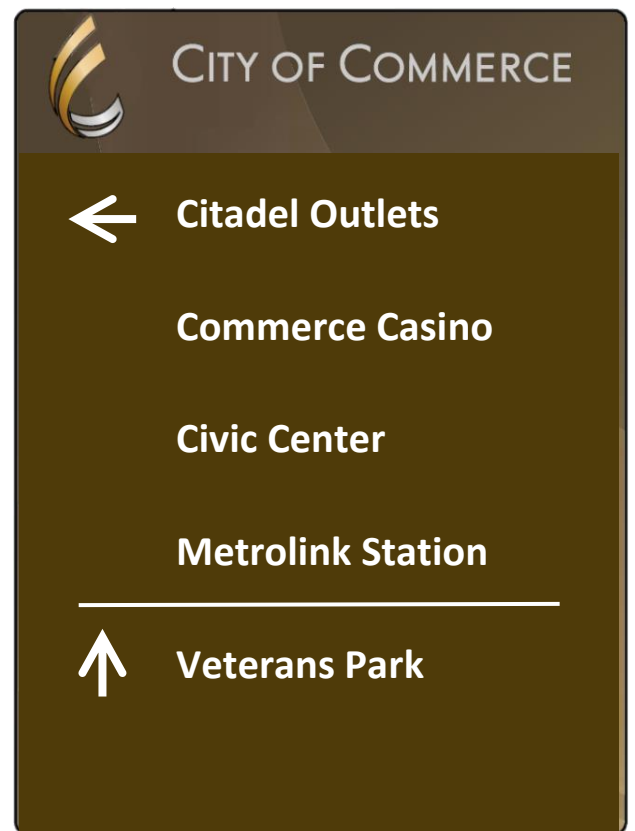 CITY OF COMMERCE
Citadel Outlets
Commerce Casino
Civic Center
Metrolink Station
Veterans Park